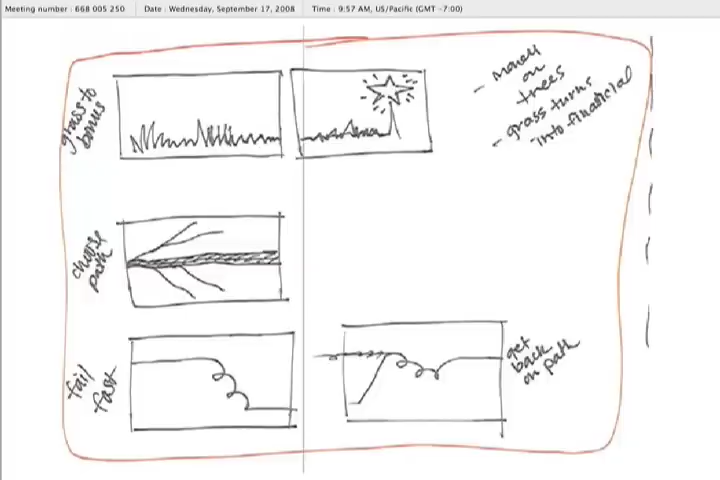 Meeting number : 668 005 250
Date : Wednesday, September 17, 2008
Time : 9:57 AM, US/Pacific (GMT -7:00)
grass to
bonus
- money
on
trees
- grass turns
into financial
choose
path
fail
fast
get
back
on path